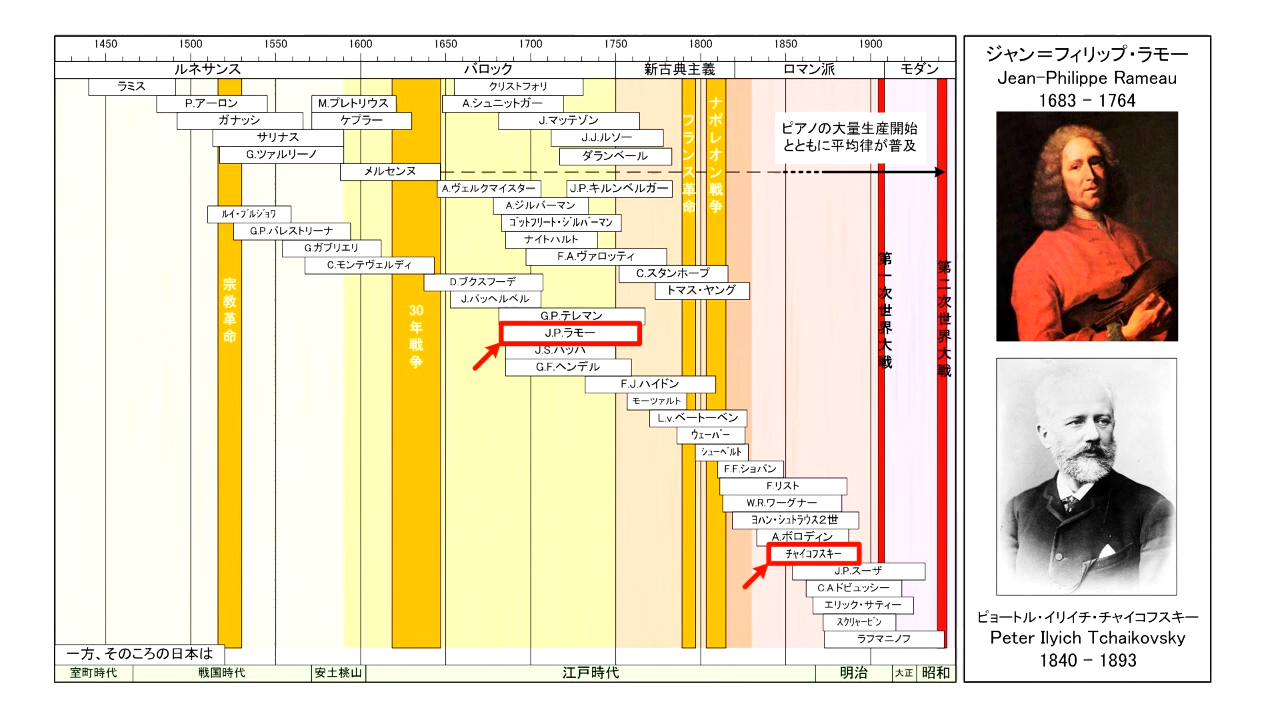 1450 1500 1550 1600 1650 1700 1750 1800 1850 1900
ルネサンス バロック 新古典主義 ロマン派 モダン
ラミス
クリストフォリ
P.アーロン
M.プレトリウス
A.シュニットガー
ガナッシ
ケプラー
J.マッテゾン
サリナス
J.J.ルソー
G.ツァルリーノ
ダランベール
メルセンヌ
A.ヴェルクマイスター
J.P.キルンベルガー
A.ジルバーマン
ルイ・ブルジョワ
ゴットフリート・ジルバーマン
G.P.パレストリーナ
ナイトハルト
G.ガブリエリ
F.A.ヴァロッティ
C.モンテヴェルディ
C.スタンホープ
D.ブクスフーデ
トマス・ヤング
J.パッヘルベル
G.P.テレマン
J.P.ラモー
J.S.バッハ
G.F.ヘンデル
F.J.ハイドン
モーツァルト
L.v.ベートーベン
ウェーバー
シューベルト
F.F.ショパン
F.リスト
W.R.ワーグナー
ヨハン・シュトラウス2世
A.ボロディン
チャイコフスキー
J.P.スーザ
C.A.ドビュッシー
エリック・サティー
スクリャービン
ラフマニノフ
宗教革命
30年戦争
フランス革命
ナポレオン戦争
ピアノの大量生産開始
とともに平均律が普及
第一次世界大戦
第二次世界大戦
一方、そのころの日本は
室町時代 戦国時代 安土桃山 江戸時代 明治 大正 昭和
ジャン＝フィリップ・ラモー
Jean-Philippe Rameau
1683 - 1764
ピョートル・イリイチ・チャイコフスキー
Peter Ilyich Tchaikovsky
1840 - 1893